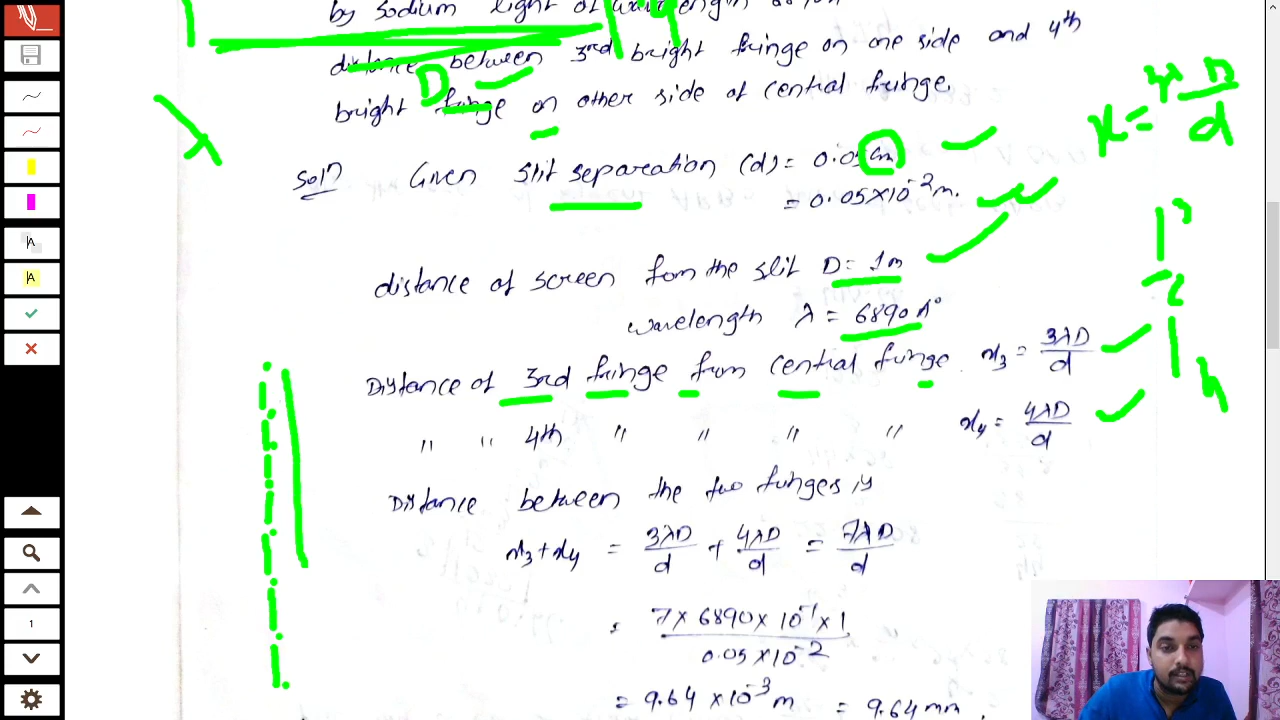 by sodium light of wavelength
distance between 3rd bright fringe on one side and 4th
bright fringe on other side of central fringe.
D
λ
x = nλD/d
Soln Given slit separation (d) = 0.05 cm
= 0.05×10⁻² m.
distance of screen from the slit D = 1m
wavelength λ = 6890 A°
Distance of 3rd fringe from central fringe x₃ = 3λD/d
" " 4th " " " " x₄ = 4λD/d
Distance between the two fringes is
x₃+x₄ = 3λD/d + 4λD/d = 7λD/d
= 7×6890×10⁻¹×1 / 0.05×10⁻²
= 9.64×10⁻³ m = 9.64 mm.
A
A
1